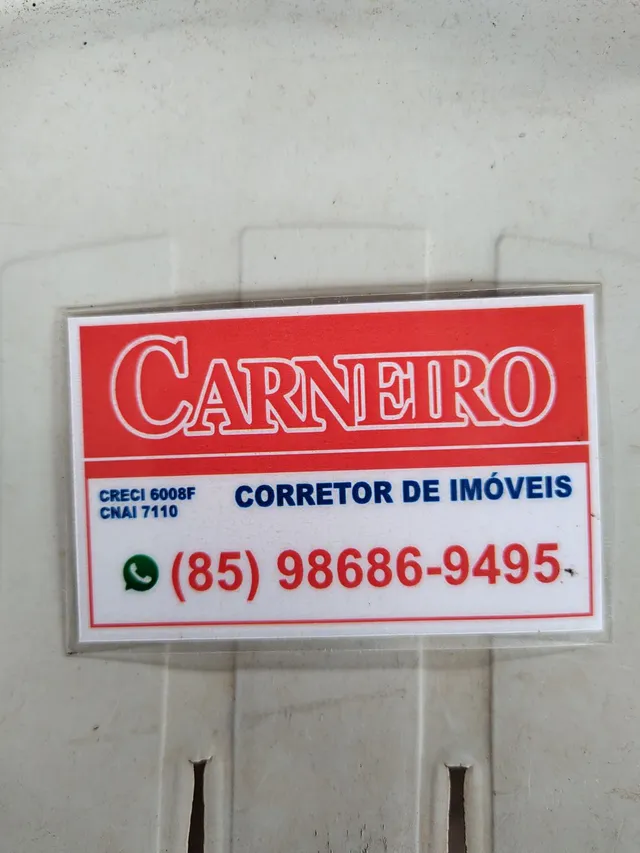 CARNEIRO
CRECI 6008F
CNAI 7110
CORRETOR DE IMÓVEIS
(85) 98686-9495